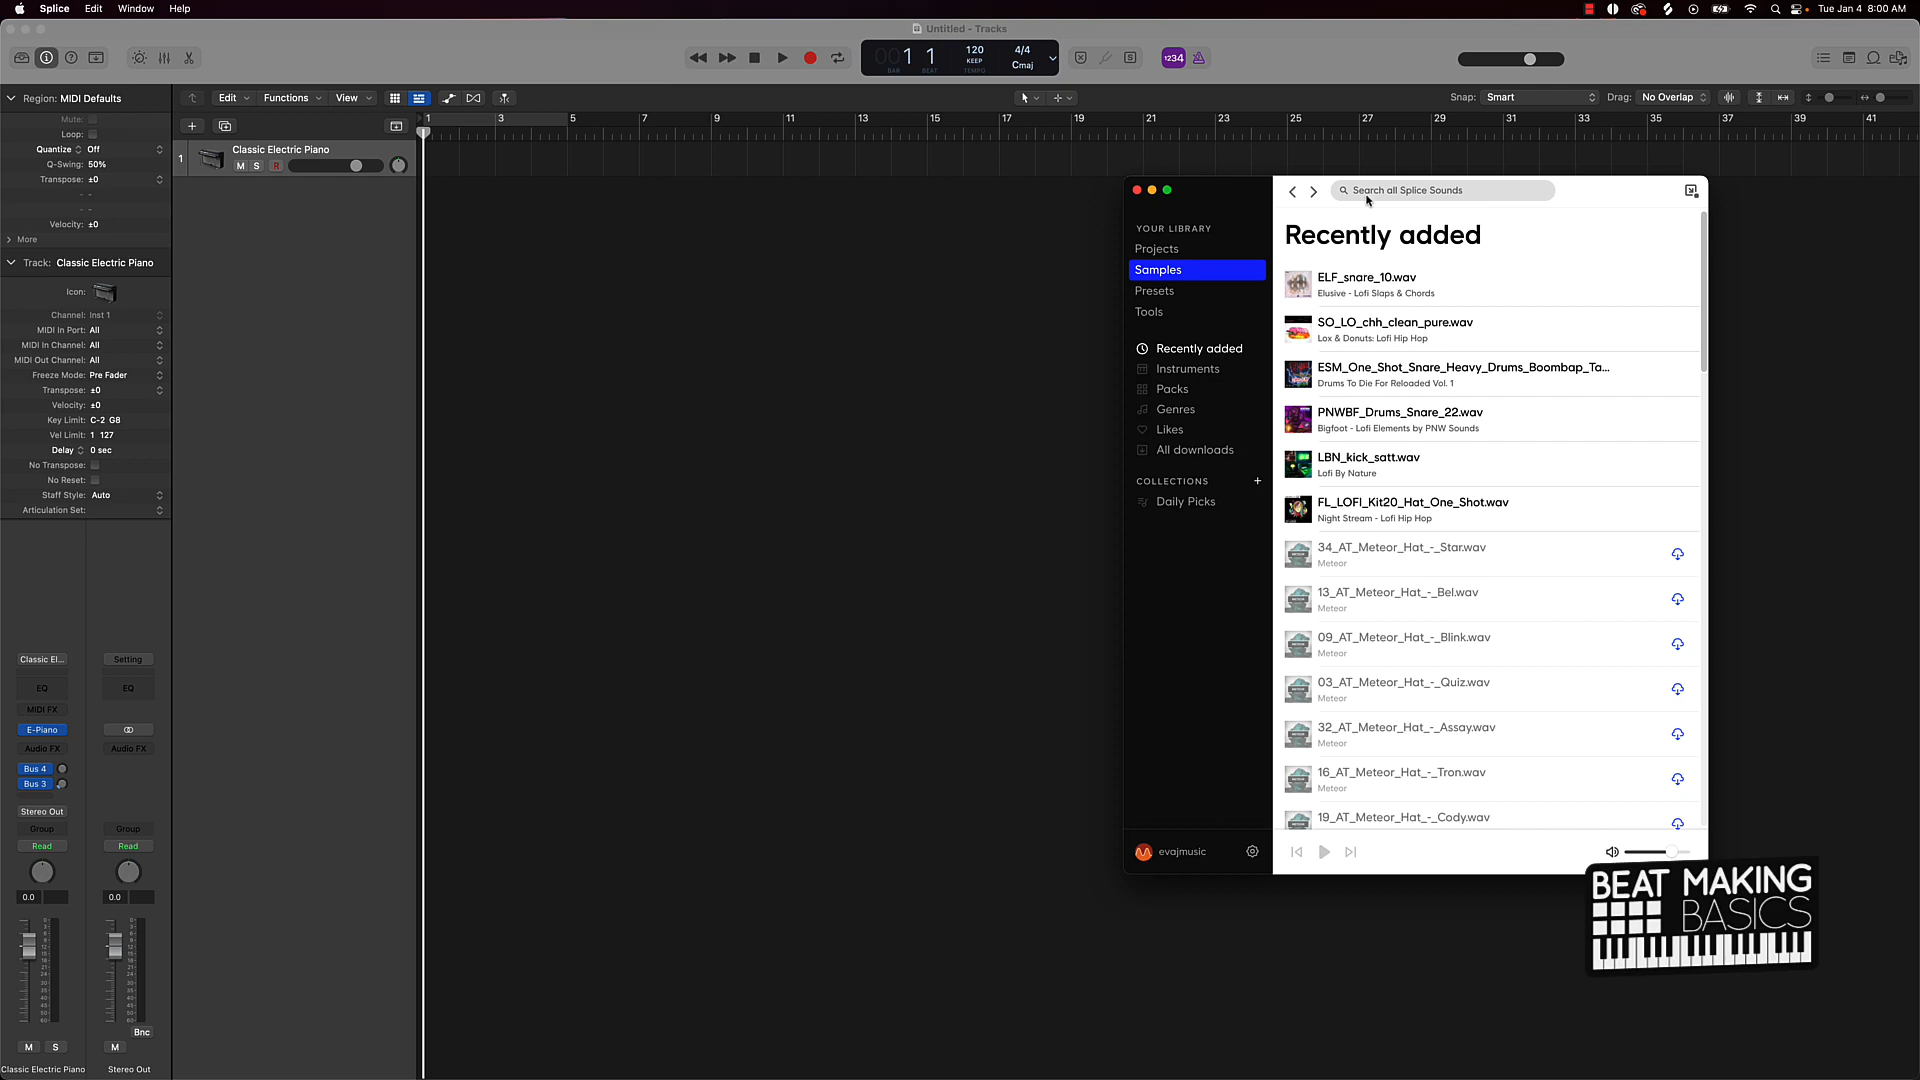 Splice Edit Window Help
Tue Jan 4 8:00 AM
Untitled - Tracks
001 1
BAR BEAT
120
KEEP
TEMPO
4/4
Cmaj
1234
Region: MIDI Defaults
Mute:
Loop:
Quantize Off
Q-Swing: 50%
Transpose: ±0
- -
- -
Velocity: ±0
More
Track: Classic Electric Piano
Icon:
Channel: Inst 1
MIDI In Port: All
MIDI In Channel: All
MIDI Out Channel: All
Freeze Mode: Pre Fader
Transpose: ±0
Velocity: ±0
Key Limit: C-2 G8
Vel Limit: 1 127
Delay 0 sec
No Transpose:
No Reset:
Staff Style: Auto
Articulation Set:
Classic El... Setting
EQ EQ
MIDI FX
E-Piano
Audio FX Audio FX
Bus 4
Bus 3
Stereo Out
Group Group
Read Read
0.0 0.0
Bnc
M S M
Classic Electric Piano Stereo Out
Edit Functions View
Snap: Smart Drag: No Overlap
1 3 5 7 9 11 13 15 17 19 21 23 25 27 29 31 33 35 37 39 41
1 Classic Electric Piano
M S R
YOUR LIBRARY
Projects
Samples
Presets
Tools
Recently added
Instruments
Packs
Genres
Likes
All downloads
COLLECTIONS +
Daily Picks
evajmusic
Search all Splice Sounds
Recently added
ELF_snare_10.wav
Elusive - Lofi Slaps & Chords
SO_LO_chh_clean_pure.wav
Lox & Donuts: Lofi Hip Hop
ESM_One_Shot_Snare_Heavy_Drums_Boombap_Ta...
Drums To Die For Reloaded Vol. 1
PNWBF_Drums_Snare_22.wav
Bigfoot - Lofi Elements by PNW Sounds
LBN_kick_satt.wav
Lofi By Nature
FL_LOFI_Kit20_Hat_One_Shot.wav
Night Stream - Lofi Hip Hop
34_AT_Meteor_Hat_-_Star.wav
Meteor
13_AT_Meteor_Hat_-_Bel.wav
Meteor
09_AT_Meteor_Hat_-_Blink.wav
Meteor
03_AT_Meteor_Hat_-_Quiz.wav
Meteor
32_AT_Meteor_Hat_-_Assay.wav
Meteor
16_AT_Meteor_Hat_-_Tron.wav
Meteor
19_AT_Meteor_Hat_-_Cody.wav
BEAT MAKING
BASICS